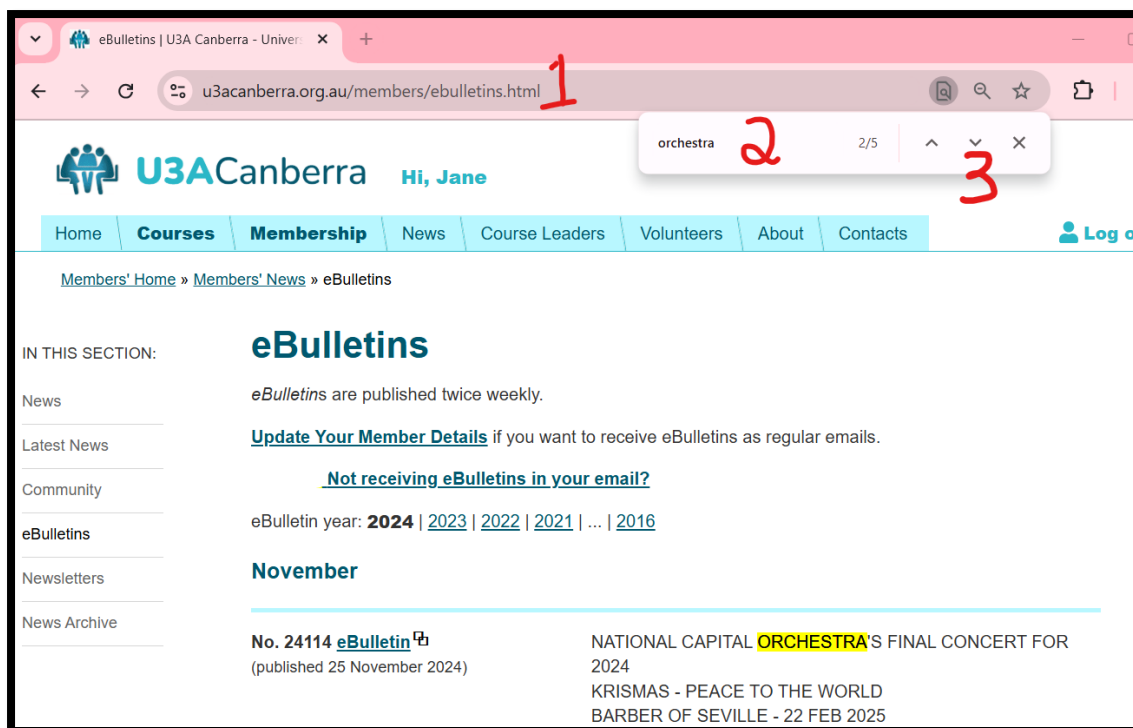 eBulletins | U3A Canberra - Univer
u3acanberra.org.au/members/ebulletins.html
1
orchestra 2/5
2
3
U3ACanberra Hi, Jane
Home Courses Membership News Course Leaders Volunteers About Contacts Log o
Members' Home » Members' News » eBulletins
IN THIS SECTION:
News
Latest News
Community
eBulletins
Newsletters
News Archive
eBulletins
eBulletins are published twice weekly.
Update Your Member Details if you want to receive eBulletins as regular emails.
Not receiving eBulletins in your email?
eBulletin year: 2024 | 2023 | 2022 | 2021 | ... | 2016
November
No. 24114 eBulletin
(published 25 November 2024)
NATIONAL CAPITAL ORCHESTRA'S FINAL CONCERT FOR
2024
KRISMAS - PEACE TO THE WORLD
BARBER OF SEVILLE - 22 FEB 2025